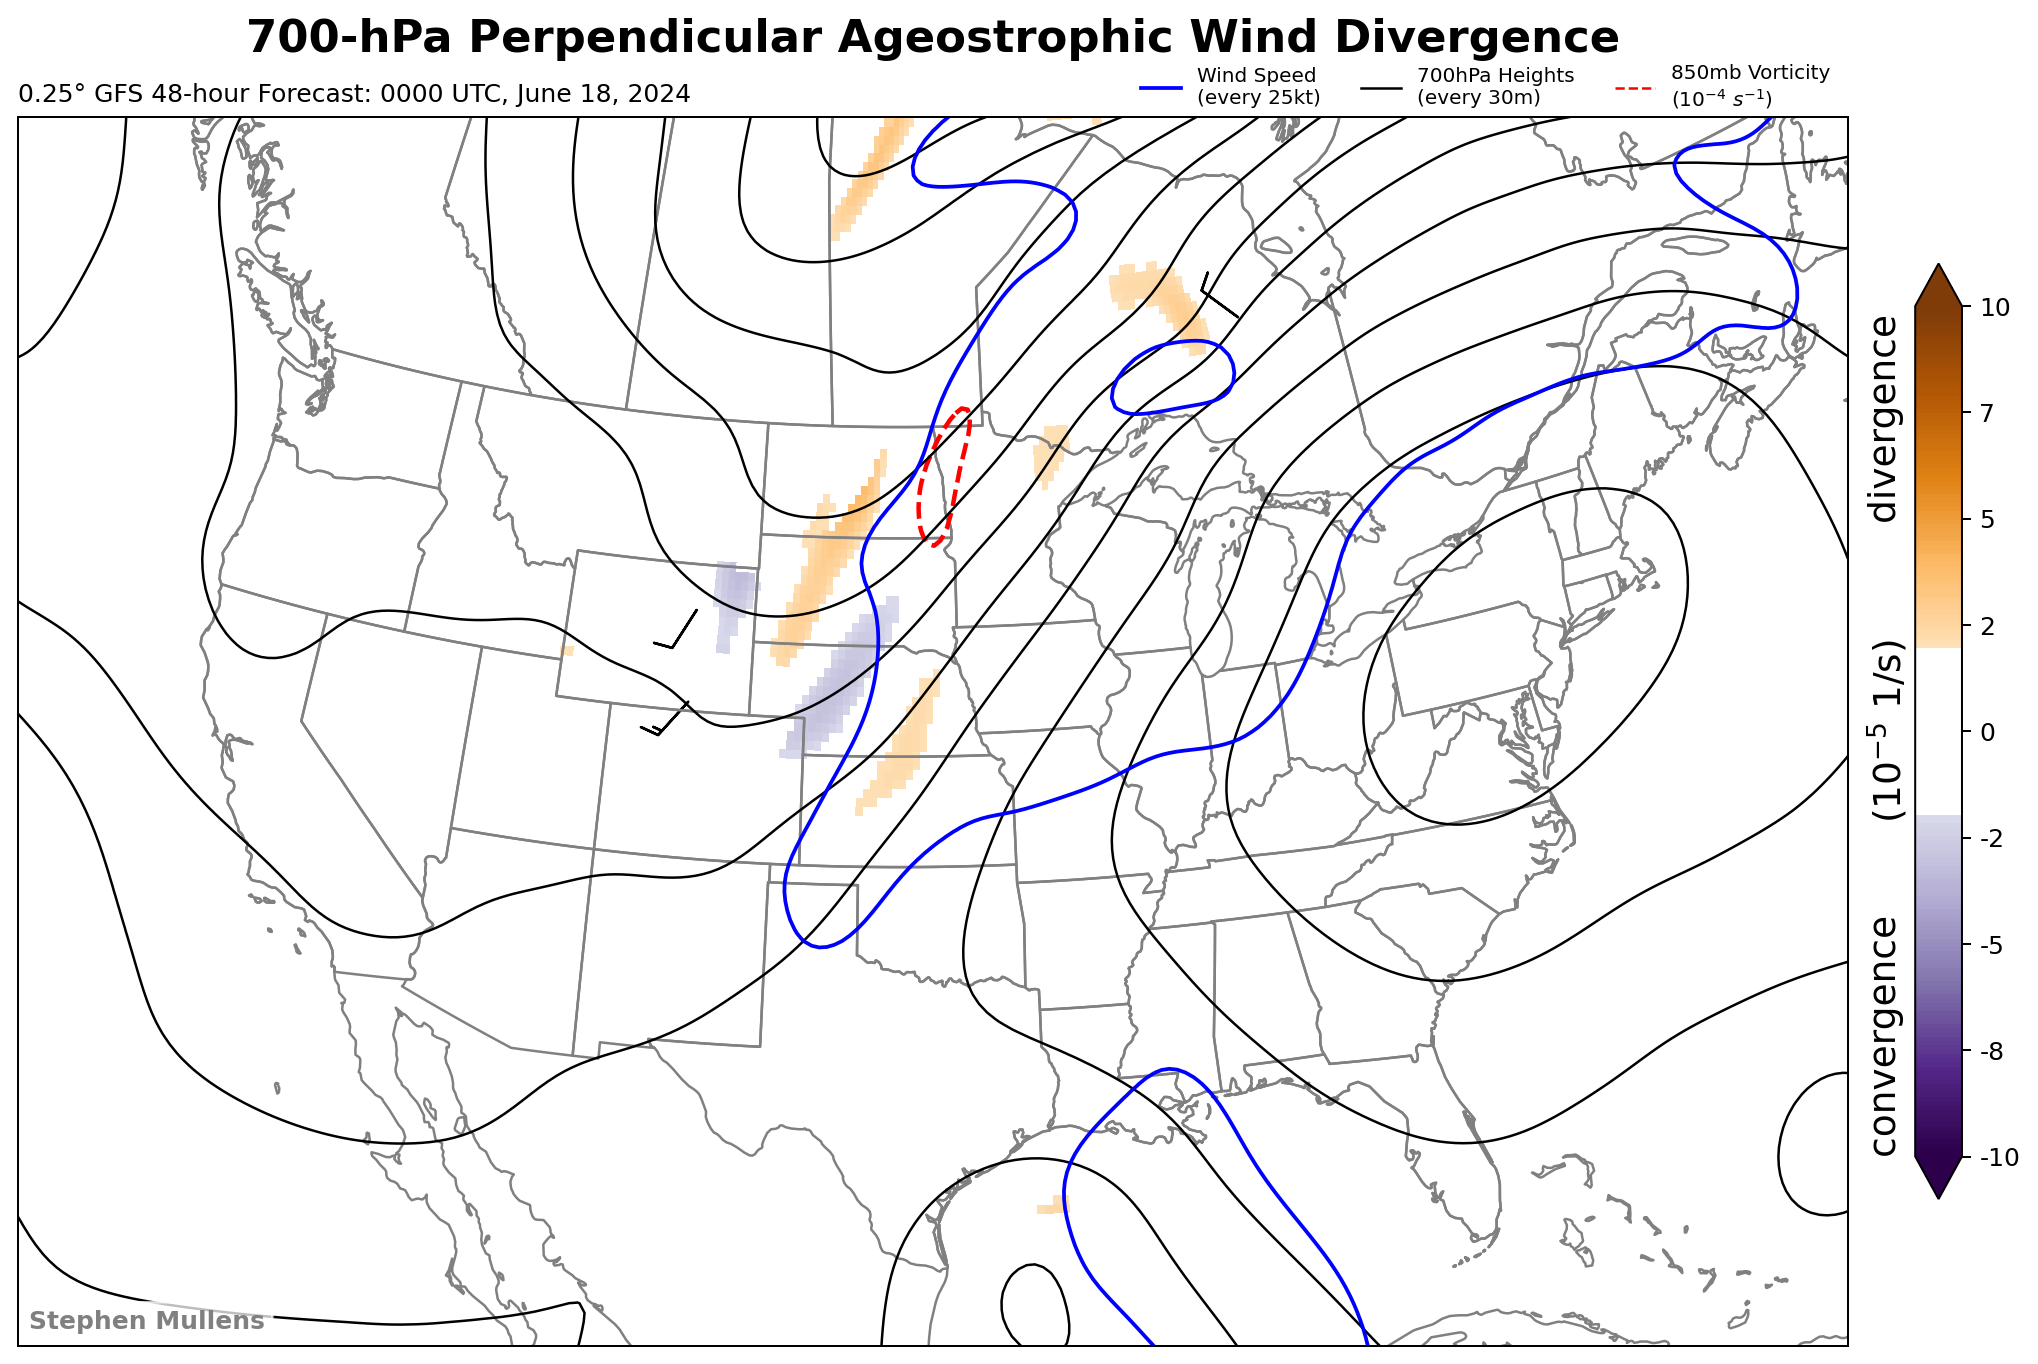 700-hPa Perpendicular Ageostrophic Wind Divergence
0.25° GFS 48-hour Forecast: 0000 UTC, June 18, 2024
Wind Speed
(every 25kt)
700hPa Heights
(every 30m)
850mb Vorticity
(10⁻⁴ s⁻¹)
10
7
5
2
0
-2
-5
-8
-10
divergence
(10⁻⁵ 1/s)
convergence
Stephen Mullens